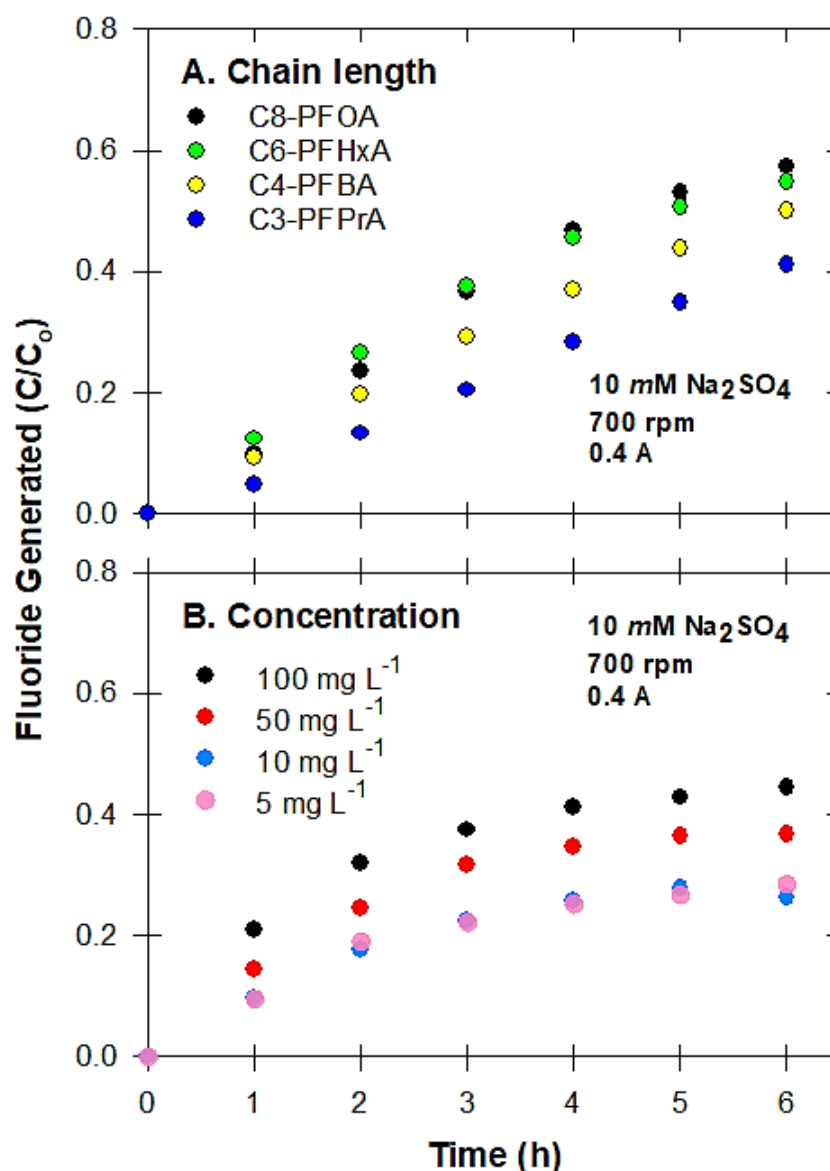 0.8
A. Chain length
C8-PFOA
C6-PFHxA
C4-PFBA
C3-PFPrA
0.6
0.4
0.2
0.0
10 mM Na₂SO₄
700 rpm
0.4 A
Fluoride Generated (C/Cₒ)
0.8
B. Concentration
100 mg L⁻¹
50 mg L⁻¹
10 mg L⁻¹
5 mg L⁻¹
10 mM Na₂SO₄
700 rpm
0.4 A
0.6
0.4
0.2
0.0
0 1 2 3 4 5 6
Time (h)